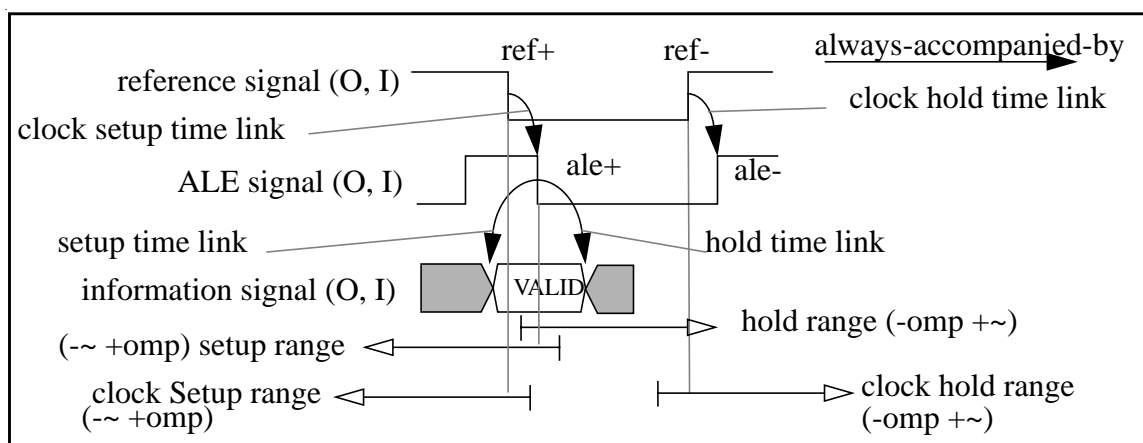 ref+
ref-
always-accompanied-by
reference signal (O, I)
clock hold time link
clock setup time link
ale+
ale-
ALE signal (O, I)
setup time link
hold time link
information signal (O, I)
VALID
hold range (-omp +~)
(-~ +omp) setup range
clock Setup range
(-~ +omp)
clock hold range
(-omp +~)